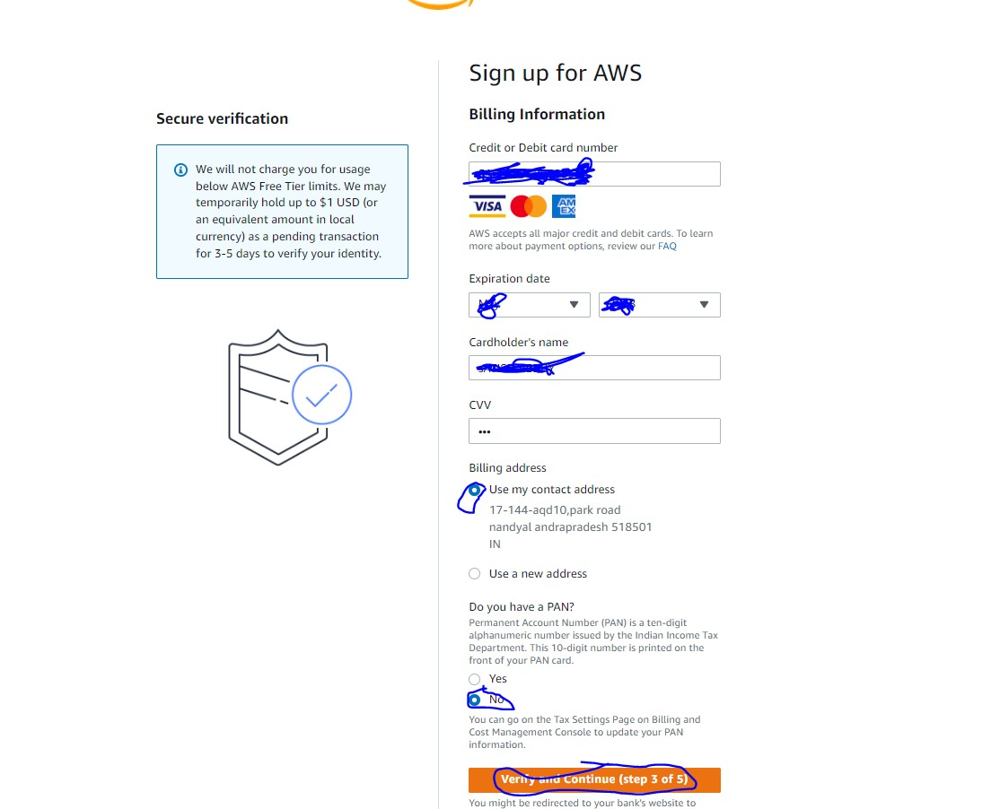 Sign up for AWS
Secure verification
We will not charge you for usage
below AWS Free Tier limits. We may
temporarily hold up to $1 USD (or
an equivalent amount in local
currency) as a pending transaction
for 3-5 days to verify your identity.
Billing Information
Credit or Debit card number
VISA
AM
EX
AWS accepts all major credit and debit cards. To learn
more about payment options, review our FAQ
Expiration date
Cardholder's name
CVV
Billing address
Use my contact address
17-144-aqd10,park road
nandyal andrapradesh 518501
IN
Use a new address
Do you have a PAN?
Permanent Account Number (PAN) is a ten-digit
alphanumeric number issued by the Indian Income Tax
Department. This 10-digit number is printed on the
front of your PAN card.
Yes
No
You can go on the Tax Settings Page on Billing and
Cost Management Console to update your PAN
information.
Verify and Continue (step 3 of 5)
You might be redirected to your bank's website to